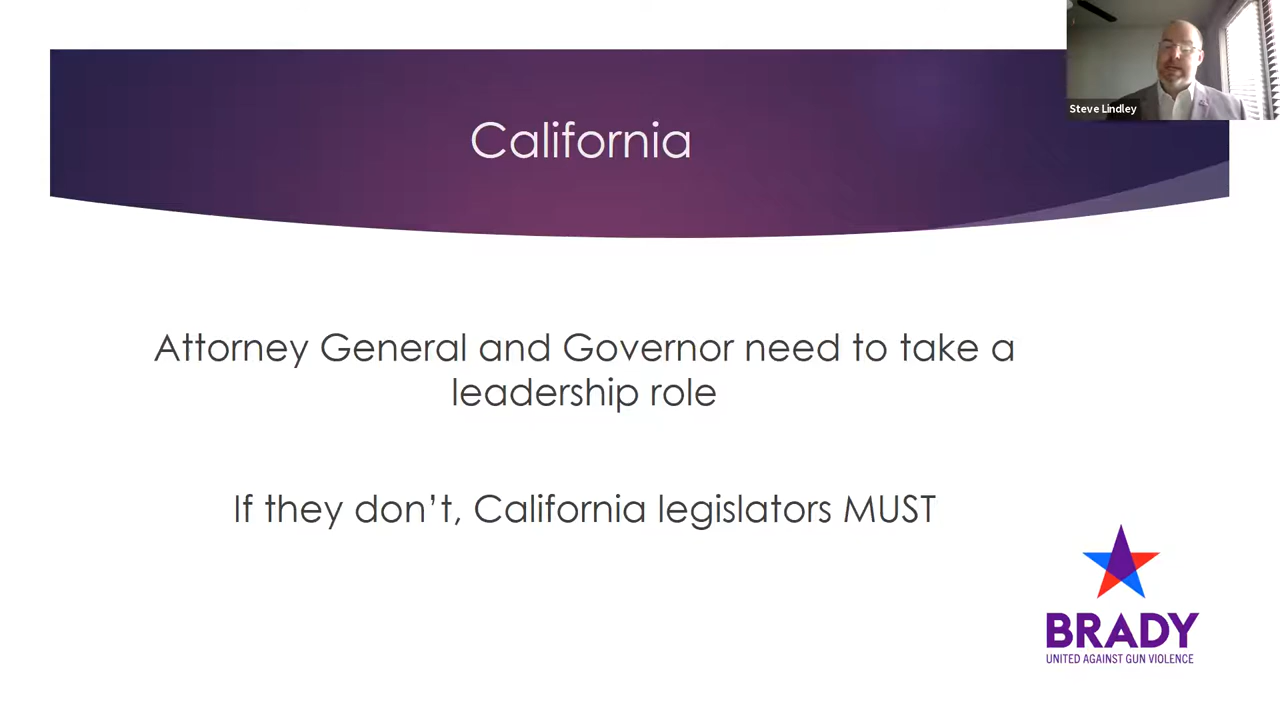 Steve Lindley
California
Attorney General and Governor need to take a
leadership role
If they don’t, California legislators MUST
BRADY
UNITED AGAINST GUN VIOLENCE